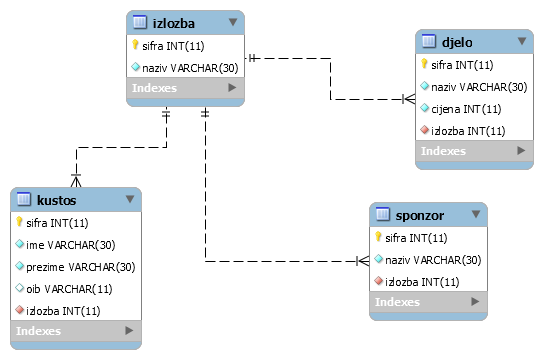 izlozba
sifra INT(11)
naziv VARCHAR(30)
Indexes
djelo
sifra INT(11)
naziv VARCHAR(30)
cijena INT(11)
izlozba INT(11)
Indexes
kustos
sifra INT(11)
ime VARCHAR(30)
prezime VARCHAR(30)
oib VARCHAR(11)
izlozba INT(11)
Indexes
sponzor
sifra INT(11)
naziv VARCHAR(30)
izlozba INT(11)
Indexes